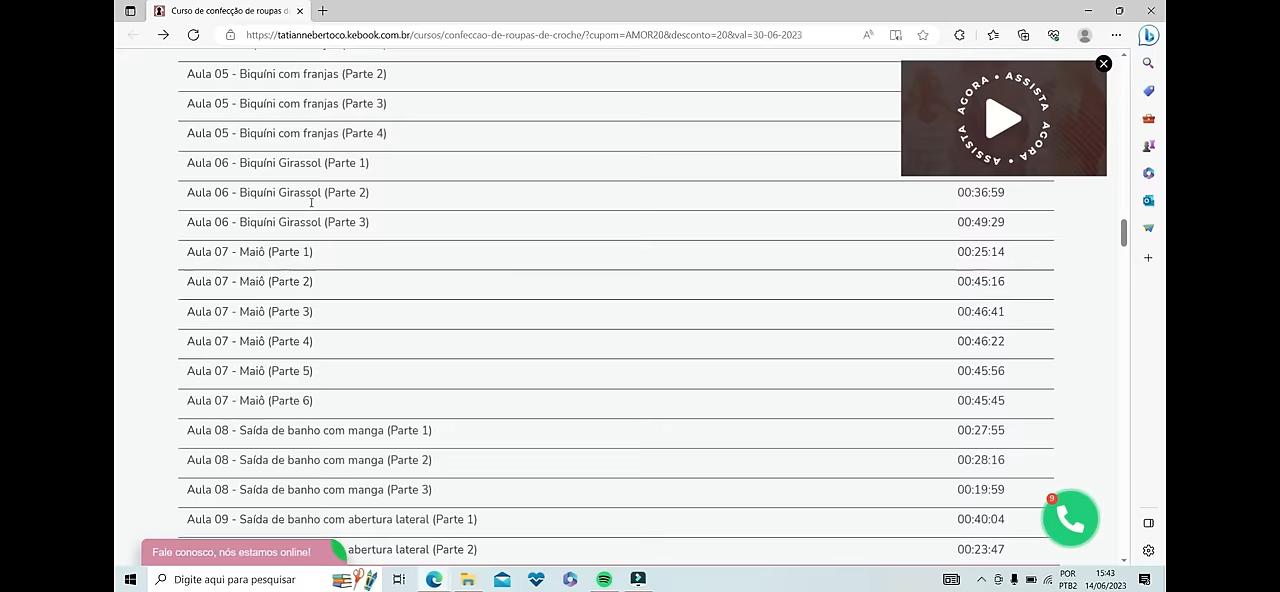 Curso de confecção de roupas d
https://tatiannebertoco.kebook.com.br/cursos/confeccao-de-roupas-de-croche/?cupom=AMOR20&desconto=20&val=30-06-2023
Aula 05 - Biquíni com franjas (Parte 2)
Aula 05 - Biquíni com franjas (Parte 3)
Aula 05 - Biquíni com franjas (Parte 4)
ASSISTA AGORA • ASSISTA AGORA •
Aula 06 - Biquíni Girassol (Parte 1)
Aula 06 - Biquíni Girassol (Parte 2) 00:36:59
Aula 06 - Biquíni Girassol (Parte 3) 00:49:29
Aula 07 - Maiô (Parte 1) 00:25:14
Aula 07 - Maiô (Parte 2) 00:45:16
Aula 07 - Maiô (Parte 3) 00:46:41
Aula 07 - Maiô (Parte 4) 00:46:22
Aula 07 - Maiô (Parte 5) 00:45:56
Aula 07 - Maiô (Parte 6) 00:45:45
Aula 08 - Saída de banho com manga (Parte 1) 00:27:55
Aula 08 - Saída de banho com manga (Parte 2) 00:28:16
Aula 08 - Saída de banho com manga (Parte 3) 00:19:59
9
Aula 09 - Saída de banho com abertura lateral (Parte 1) 00:40:04
abertura lateral (Parte 2) 00:23:47
Fale conosco, nós estamos online!
Digite aqui para pesquisar
POR 15:43
PTB2 14/06/2023